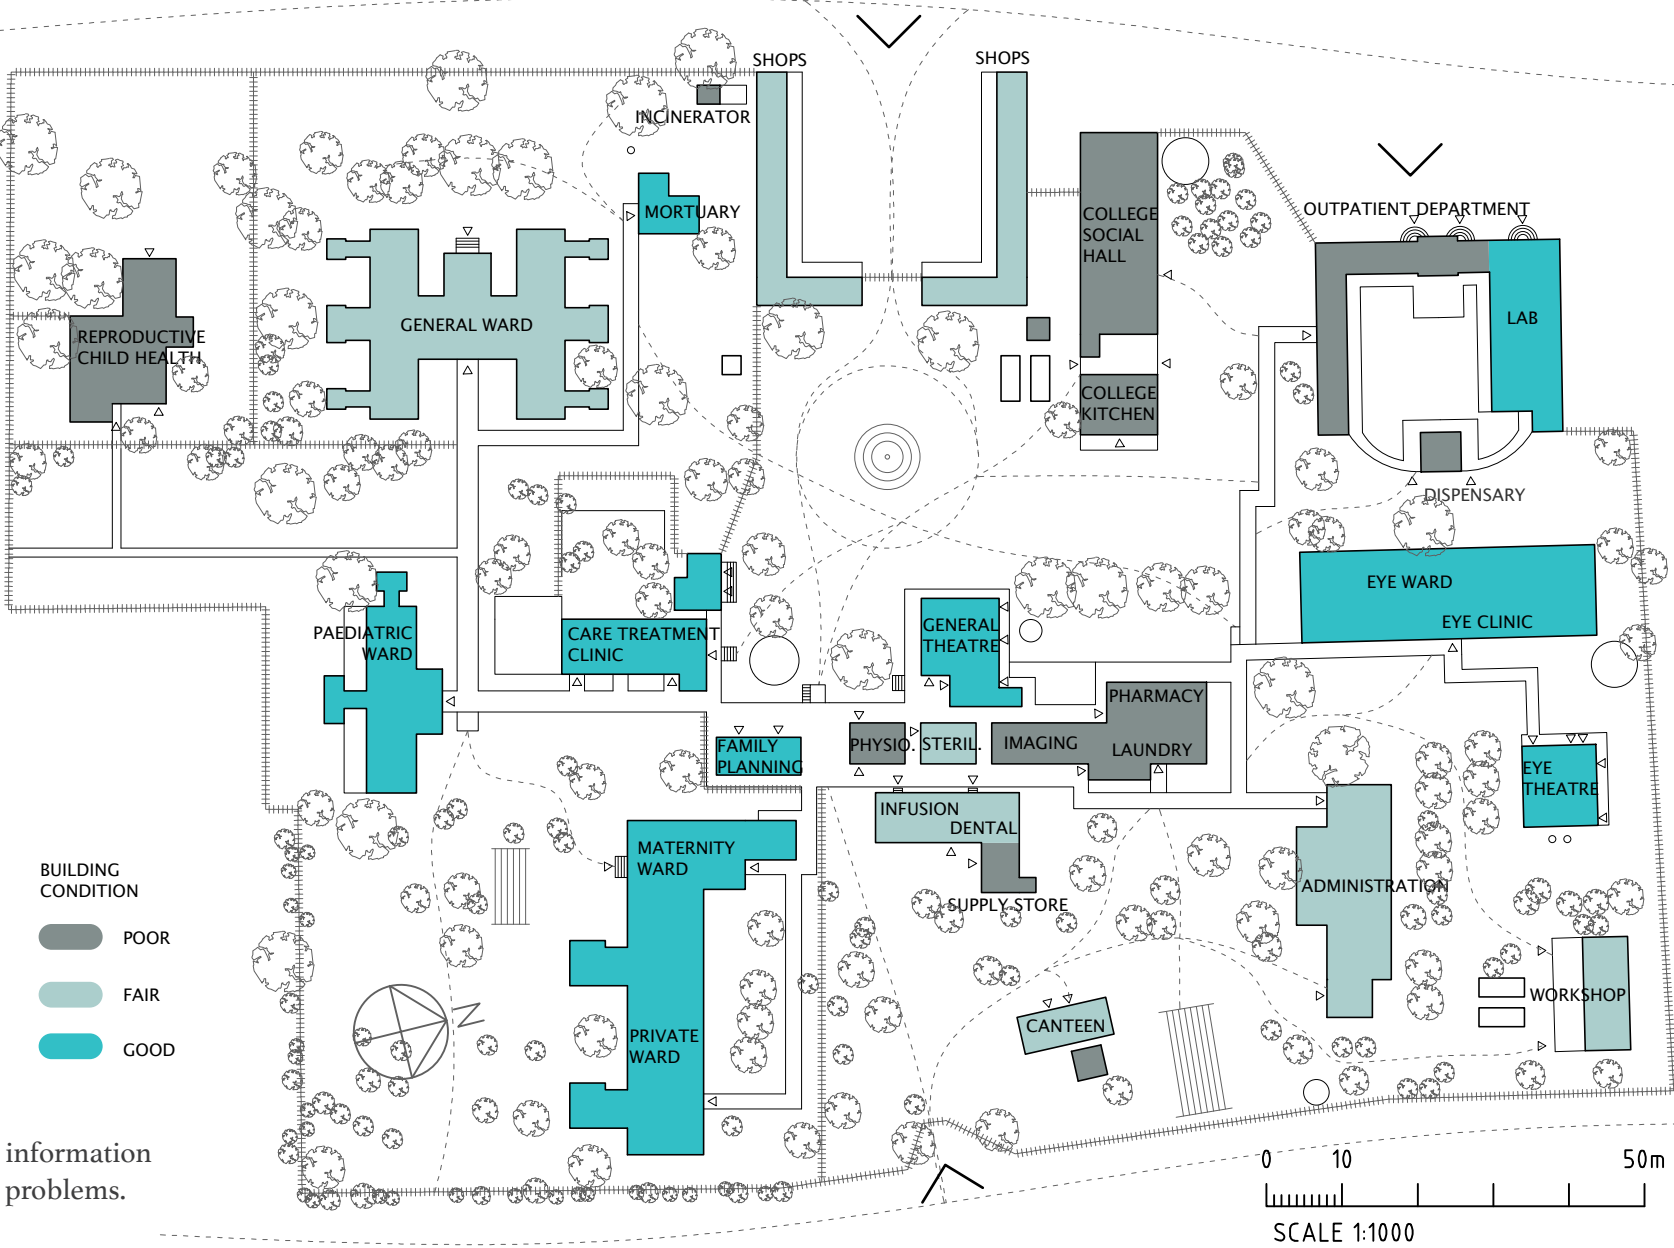 SHOPS
SHOPS
INCINERATOR
MORTUARY
COLLEGE
SOCIAL
HALL
OUTPATIENT DEPARTMENT
LAB
REPRODUCTIVE
CHILD HEALTH
GENERAL WARD
COLLEGE
KITCHEN
DISPENSARY
EYE WARD
EYE CLINIC
PAEDIATRIC
WARD
CARE TREATMENT
CLINIC
GENERAL
THEATRE
PHARMACY
FAMILY
PLANNING
PHYSIO.
STERIL.
IMAGING
LAUNDRY
EYE
THEATRE
INFUSION
DENTAL
MATERNITY
WARD
SUPPLY STORE
ADMINISTRATION
BUILDING
CONDITION
POOR
FAIR
GOOD
WORKSHOP
CANTEEN
PRIVATE
WARD
N
information
problems.
0 10 50m
SCALE 1:1000